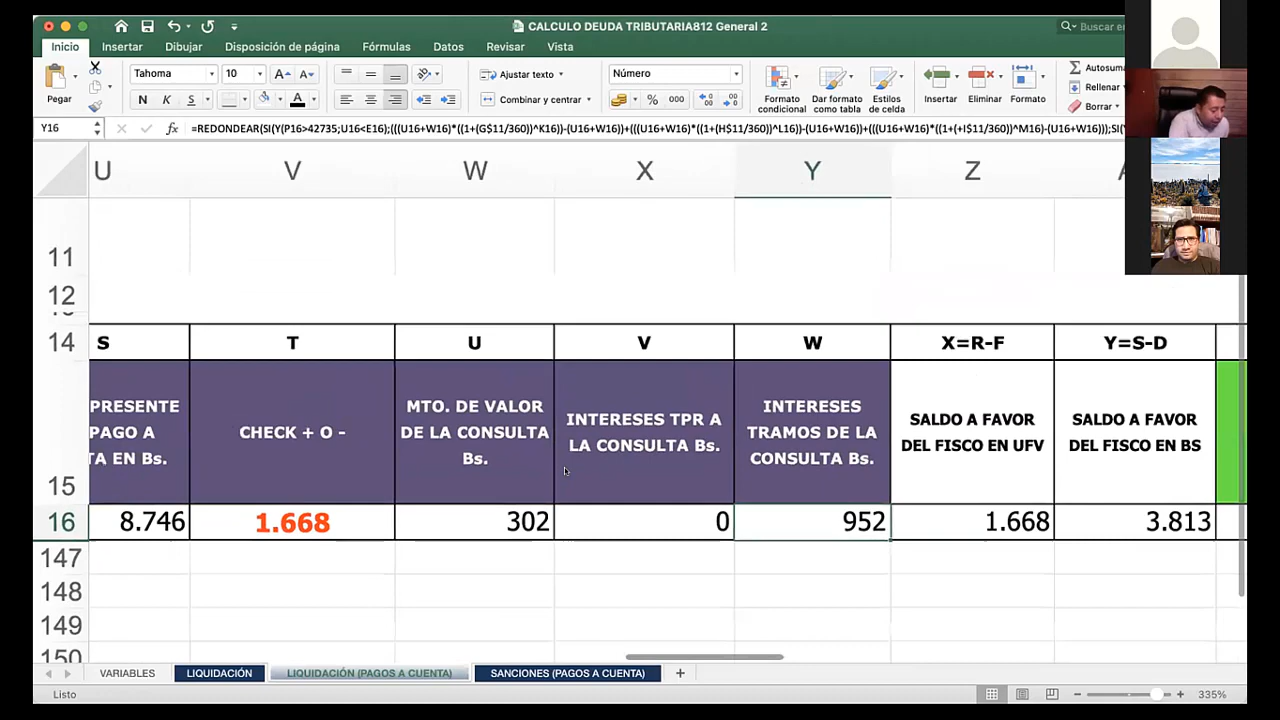 CALCULO DEUDA TRIBUTARIA812 General 2
Buscar en
Inicio Insertar Dibujar Disposición de página Fórmulas Datos Revisar Vista
Pegar
Tahoma 10
N K S
Ajustar texto
Combinar y centrar
Número
% 000
Formato condicional
Dar formato como tabla
Estilos de celda
Insertar Eliminar Formato
Autosuma
Rellenar
Borrar
Y16 fx =REDONDEAR(SI(Y(P16>42735;U16<E16);(((U16+W16)*((1+(G$11/360))^K16))-(U16+W16))+(((U16+W16)*((1+(H$11/360))^L16))-(U16+W16))+(((U16+W16)*((1+(+I$11/360))^M16)-(U16+W16)));SI(
U V W X Y Z
11
12
14 S T U V W X=R-F Y=S-D
15
PRESENTE
PAGO A
TA EN Bs.
CHECK + O -
MTO. DE VALOR
DE LA CONSULTA
Bs.
INTERESES TPR A
LA CONSULTA Bs.
INTERESES
TRAMOS DE LA
CONSULTA Bs.
SALDO A FAVOR
DEL FISCO EN UFV
SALDO A FAVOR
DEL FISCO EN BS
16 8.746 1.668 302 0 952 1.668 3.813
147
148
149
150
VARIABLES LIQUIDACIÓN LIQUIDACIÓN (PAGOS A CUENTA) SANCIONES (PAGOS A CUENTA) +
Listo 335%